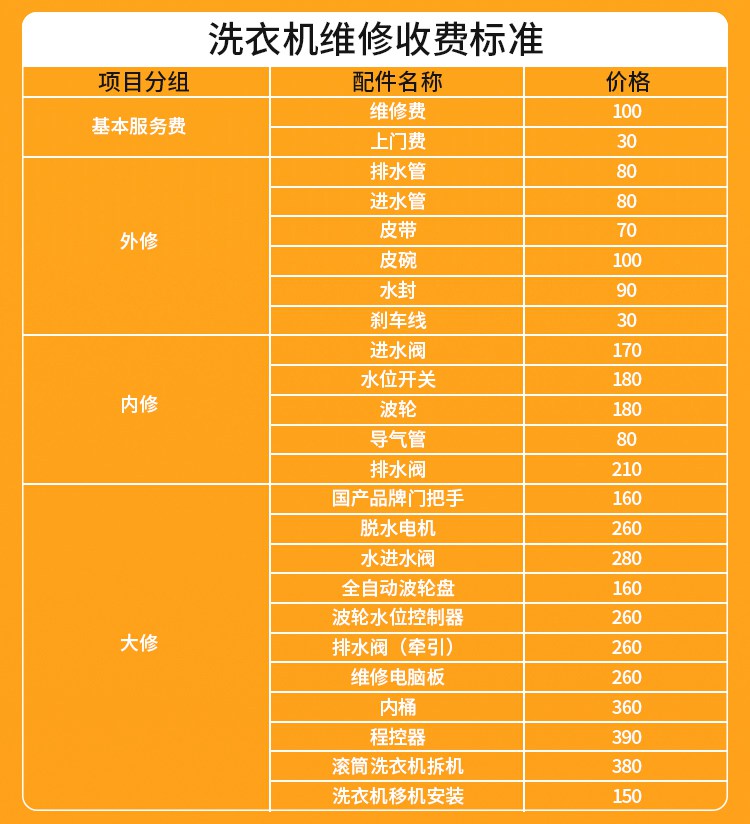 洗衣机维修收费标准
项目分组 配件名称 价格
基本服务费 维修费 100
上门费 30
外修 排水管 80
进水管 80
皮带 70
皮碗 100
水封 90
刹车线 30
内修 进水阀 170
水位开关 180
波轮 180
导气管 80
排水阀 210
大修 国产品牌门把手 160
脱水电机 260
水进水阀 280
全自动波轮盘 160
波轮水位控制器 260
排水阀（牵引） 260
维修电脑板 260
内桶 360
程控器 390
滚筒洗衣机拆机 380
洗衣机移机安装 150